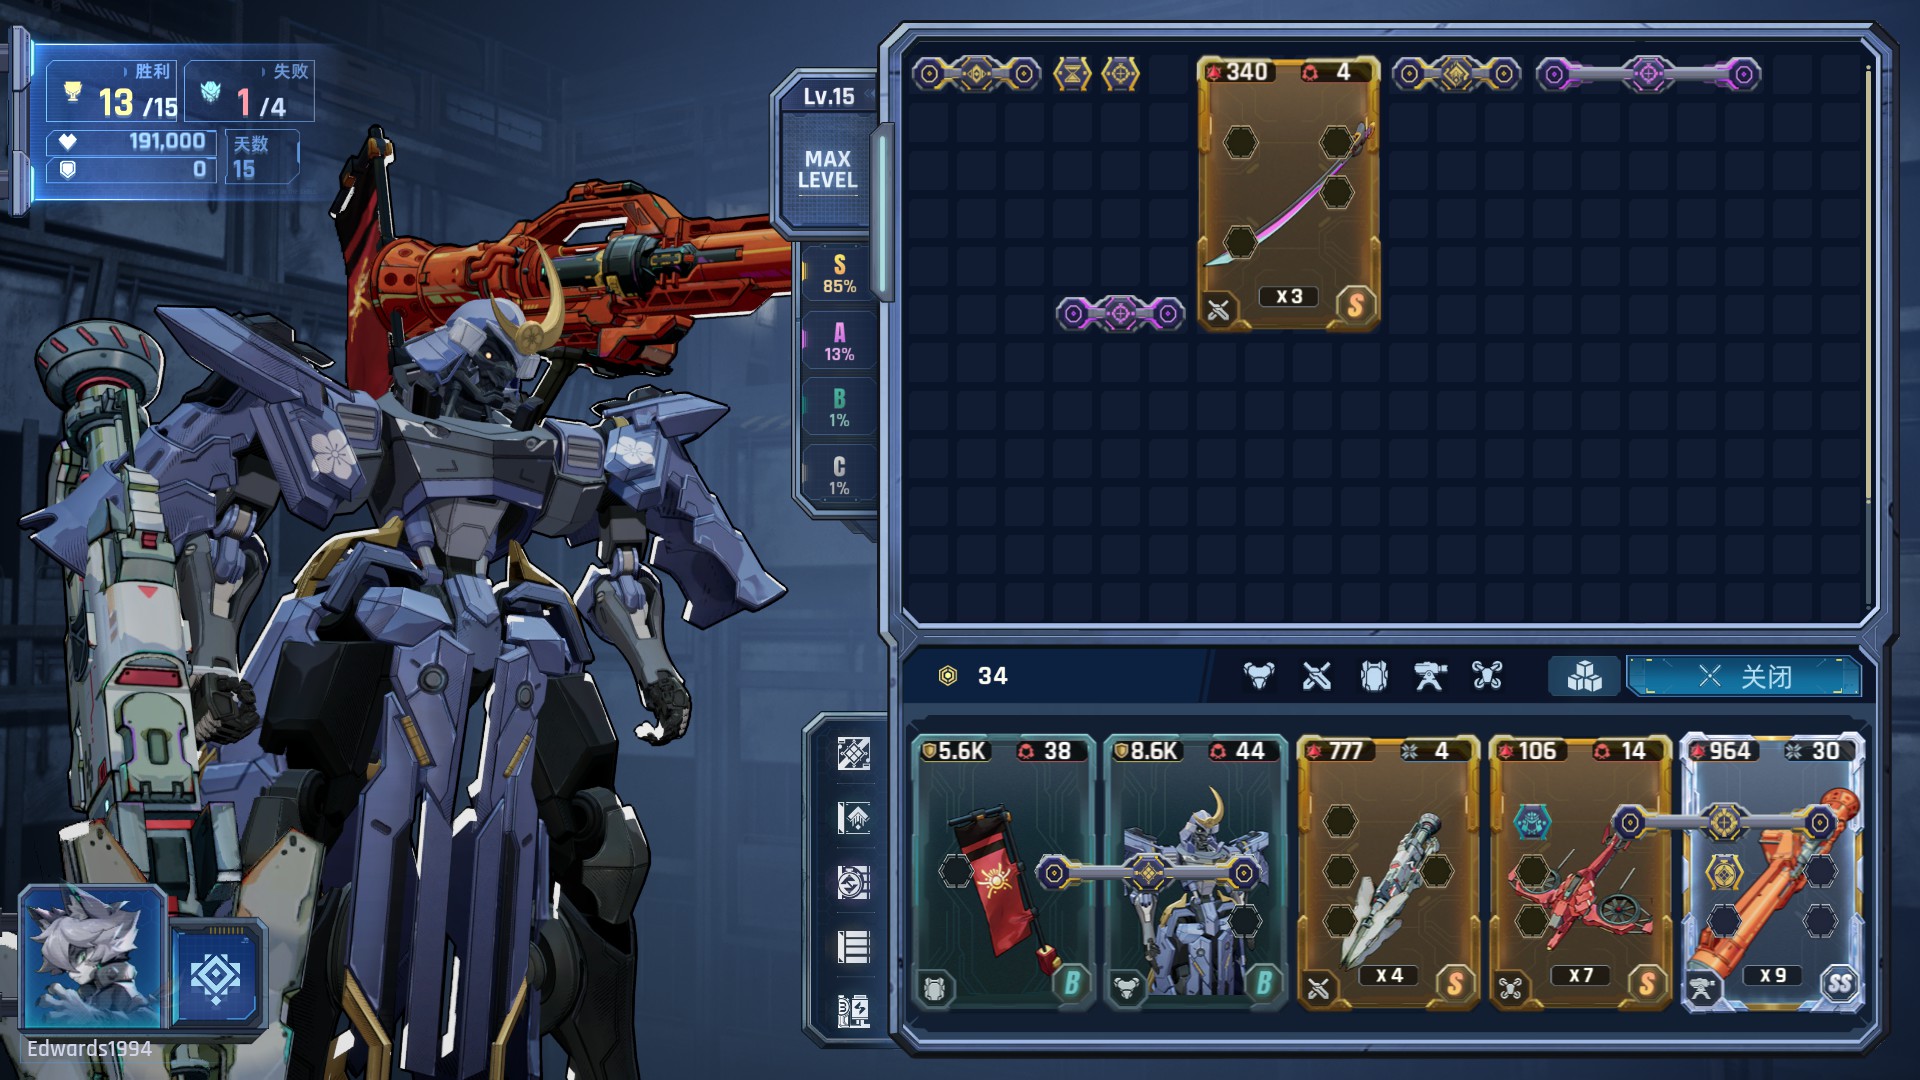 胜利
13 /15
失败
1 /4
191,000
0
天数
15
Lv.15
MAX
LEVEL
S
85%
A
13%
B
1%
C
1%
340
4
x3
S
34
关闭
5.6K
38
B
8.6K
44
B
777
4
x4
S
106
14
x7
S
964
30
x9
SS
Edwards1994